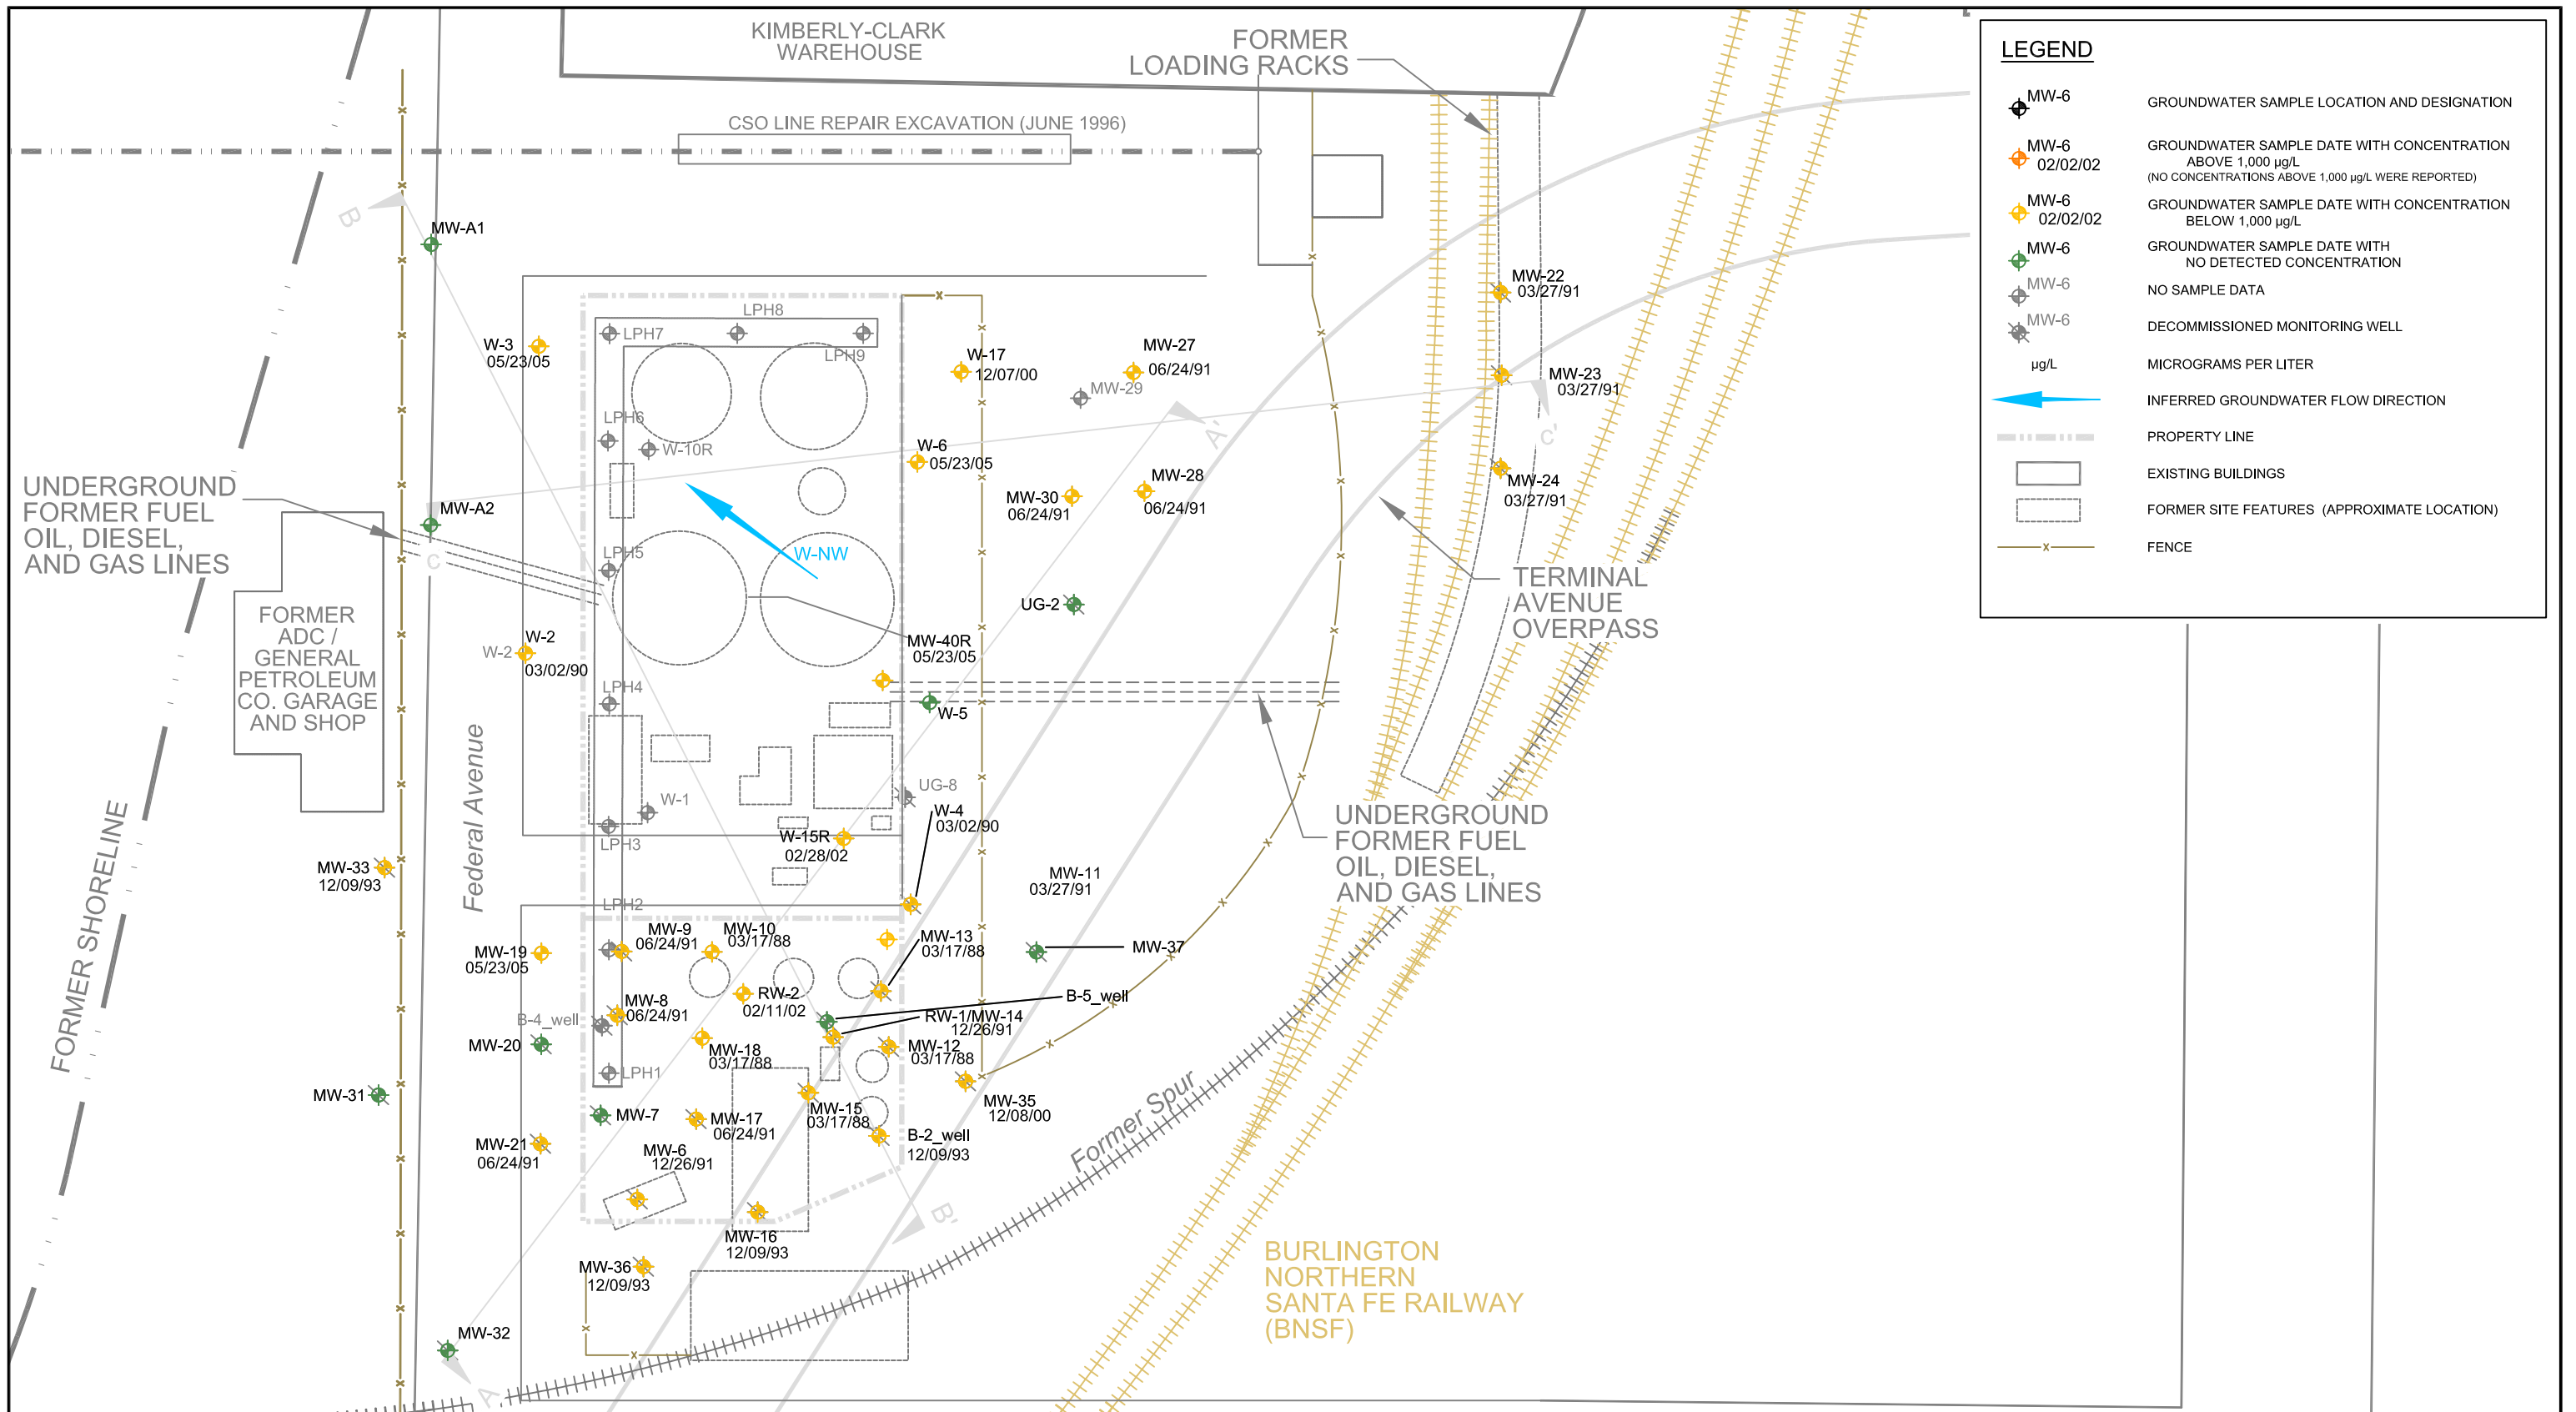 KIMBERLY-CLARK
WAREHOUSE
FORMER
LOADING RACKS
CSO LINE REPAIR EXCAVATION (JUNE 1996)
LEGEND
MW-6
GROUNDWATER SAMPLE LOCATION AND DESIGNATION
MW-6
02/02/02
GROUNDWATER SAMPLE DATE WITH CONCENTRATION
ABOVE 1,000 µg/L
(NO CONCENTRATIONS ABOVE 1,000 µg/L WERE REPORTED)
MW-6
02/02/02
GROUNDWATER SAMPLE DATE WITH CONCENTRATION
BELOW 1,000 µg/L
MW-6
GROUNDWATER SAMPLE DATE WITH
NO DETECTED CONCENTRATION
MW-6
NO SAMPLE DATA
MW-6
DECOMMISSIONED MONITORING WELL
µg/L
MICROGRAMS PER LITER
INFERRED GROUNDWATER FLOW DIRECTION
PROPERTY LINE
EXISTING BUILDINGS
FORMER SITE FEATURES (APPROXIMATE LOCATION)
x
FENCE
B
MW-A1
MW-22
03/27/91
W-3
05/23/05
LPH7
LPH8
LPH9
W-17
12/07/00
MW-27
06/24/91
MW-29
MW-23
03/27/91
A'
C'
LPH6
W-10R
W-6
05/23/05
MW-30
06/24/91
MW-28
06/24/91
MW-24
03/27/91
UNDERGROUND
FORMER FUEL
OIL, DIESEL,
AND GAS LINES
MW-A2
C
LPH5
W-NW
UG-2
TERMINAL
AVENUE
OVERPASS
FORMER
ADC /
GENERAL
PETROLEUM
CO. GARAGE
AND SHOP
W-2
W-2
03/02/90
MW-40R
05/23/05
LPH4
W-5
Federal Avenue
UG-8
W-1
W-4
03/02/90
LPH3
W-15R
02/28/02
UNDERGROUND
FORMER FUEL
OIL, DIESEL,
AND GAS LINES
FORMER SHORELINE
MW-33
12/09/93
MW-11
03/27/91
LPH2
MW-9
06/24/91
MW-10
03/17/88
MW-13
03/17/88
MW-37
MW-19
05/23/05
MW-8
06/24/91
RW-2
02/11/02
B-5_well
B-4_well
RW-1/MW-14
12/26/91
MW-20
MW-18
03/17/88
MW-12
03/17/88
LPH1
MW-31
MW-7
MW-17
06/24/91
MW-15
03/17/88
MW-35
12/08/00
Former Spur
MW-21
06/24/91
MW-6
12/26/91
B-2_well
12/09/93
B'
MW-16
12/09/93
MW-36
12/09/93
BURLINGTON
NORTHERN
SANTA FE RAILWAY
(BNSF)
MW-32
A